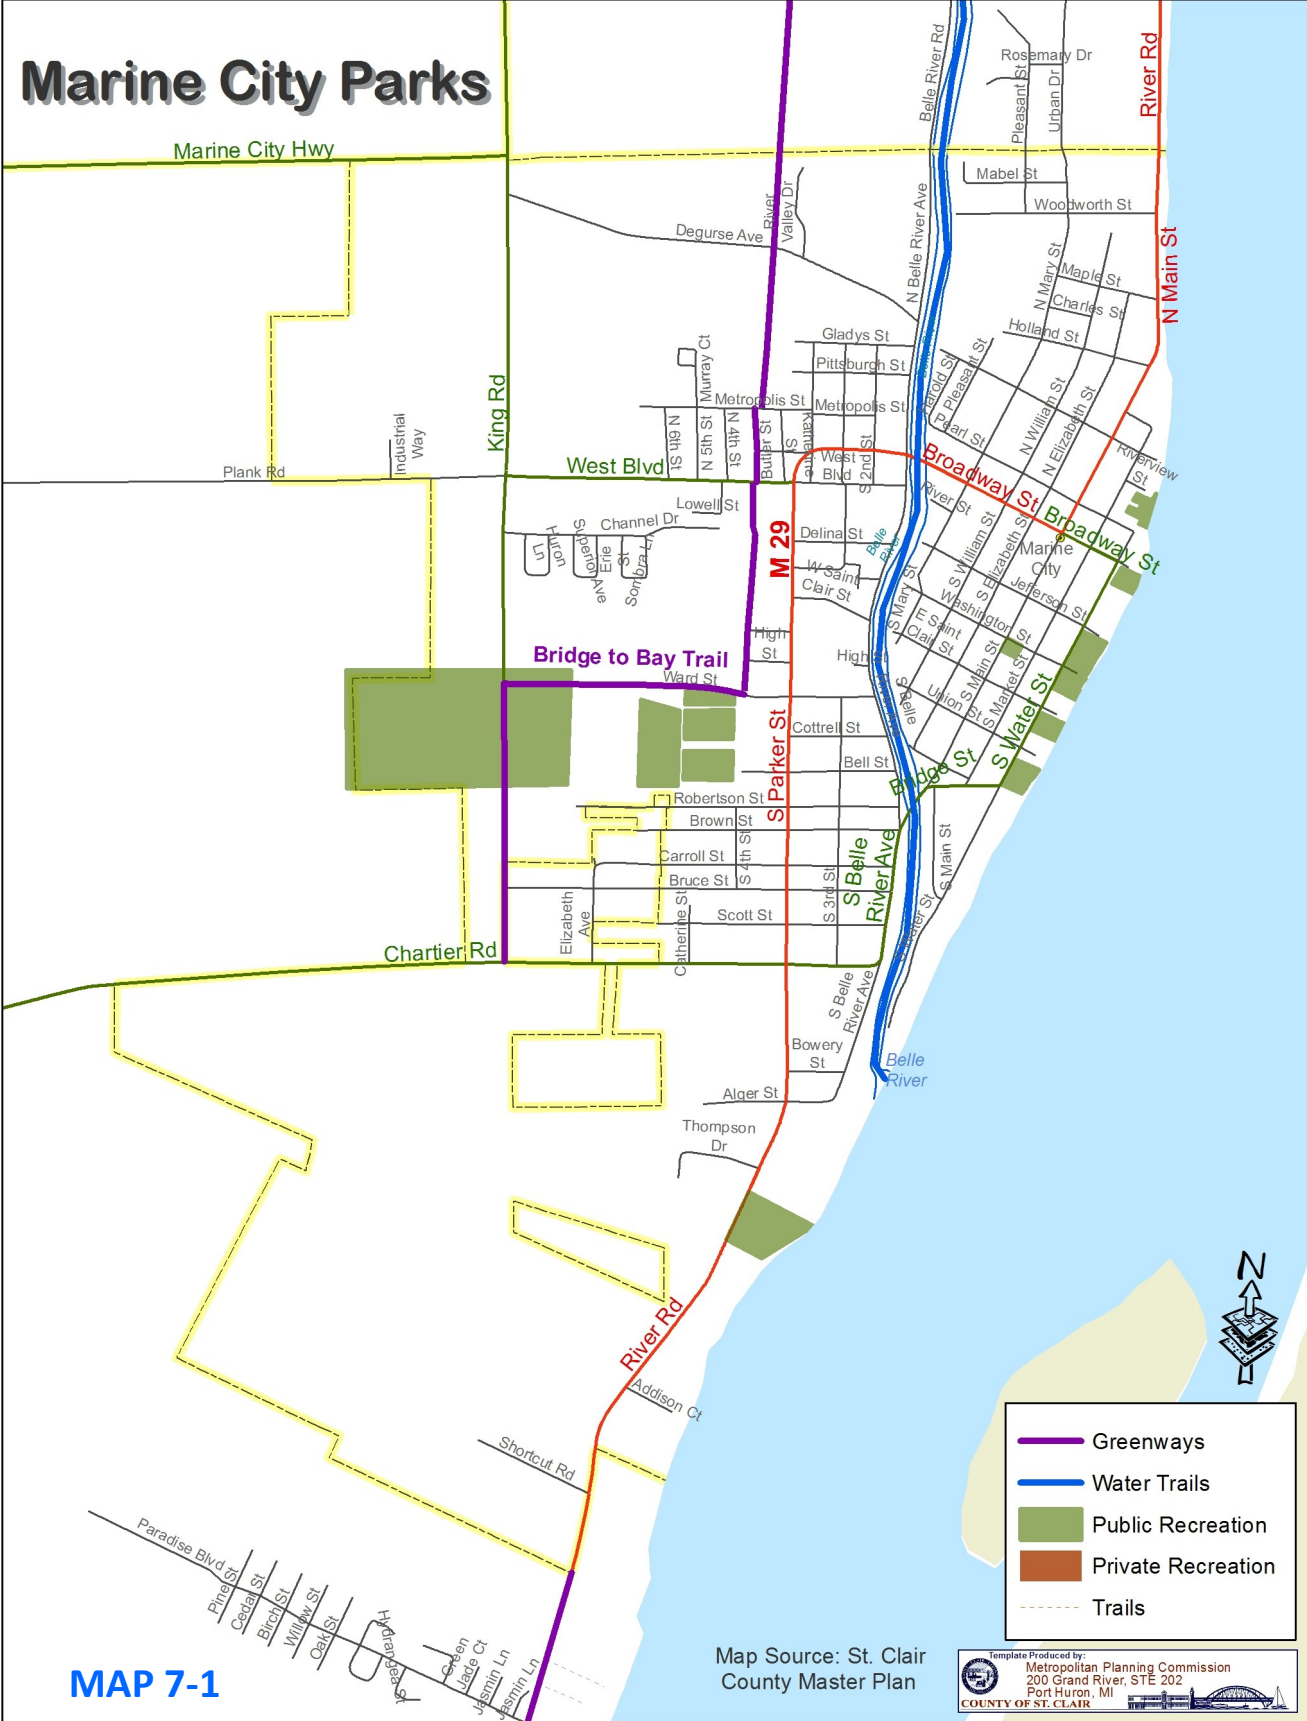 Marine City Parks
Marine City Hwy
Belle River Rd
Rosemary Dr
Pleasant St
Urban Dr
River Rd
Mabel St
Woodworth St
Degurse Ave
River
Valley Dr
N Belle River Ave
N Mary St
Maple St
Charles St
Holland St
N Main St
Gladys St
Pittsburgh St
Murray Ct
Metropolis St
Metropolis St
Harold St
Pleasant St
Pearl St
N William St
N Elizabeth St
King Rd
Industrial
Way
N 6th St
N 5th St
N 4th St
Butler St
Katherine
St
West
Blvd
S 2nd St
West Blvd
Plank Rd
Broadway St
Broadway St
Riverview
St
Lowell St
Channel Dr
Huron
Ln
Superior
Ave
Erie
St
Sombra Ln
M 29
Delina St
Belle
River
River St
S William St
S Elizabeth St
Marine
City
Jefferson St
W Saint
Clair St
S Mary St
Washington St
E Saint
Clair St
High
St
High St
Bridge to Bay Trail
Ward St
S Main St
S Market St
Union St
S Belle
S Water St
Cottrell St
S Parker St
Bell St
Bridge St
Robertson St
Brown St
S 4th St
Carroll St
Bruce St
S 3rd St
S Belle
River Ave
S Main St
Elizabeth
Ave
Catherine St
Scott St
S Water St
Chartier Rd
S Belle
River Ave
Bowery
St
Belle
River
Alger St
Thompson
Dr
River Rd
Addison Ct
Shortcut Rd
Paradise Blvd
Pine St
Cedar St
Birch St
Willow St
Oak St
Hydrangea St
Green
Jade Ct
Jasmin Ln
Jasmin Ln
N
Greenways
Water Trails
Public Recreation
Private Recreation
Trails
MAP 7-1
Map Source: St. Clair
County Master Plan
Template Produced by:
Metropolitan Planning Commission
200 Grand River, STE 202
Port Huron, MI
COUNTY OF ST. CLAIR